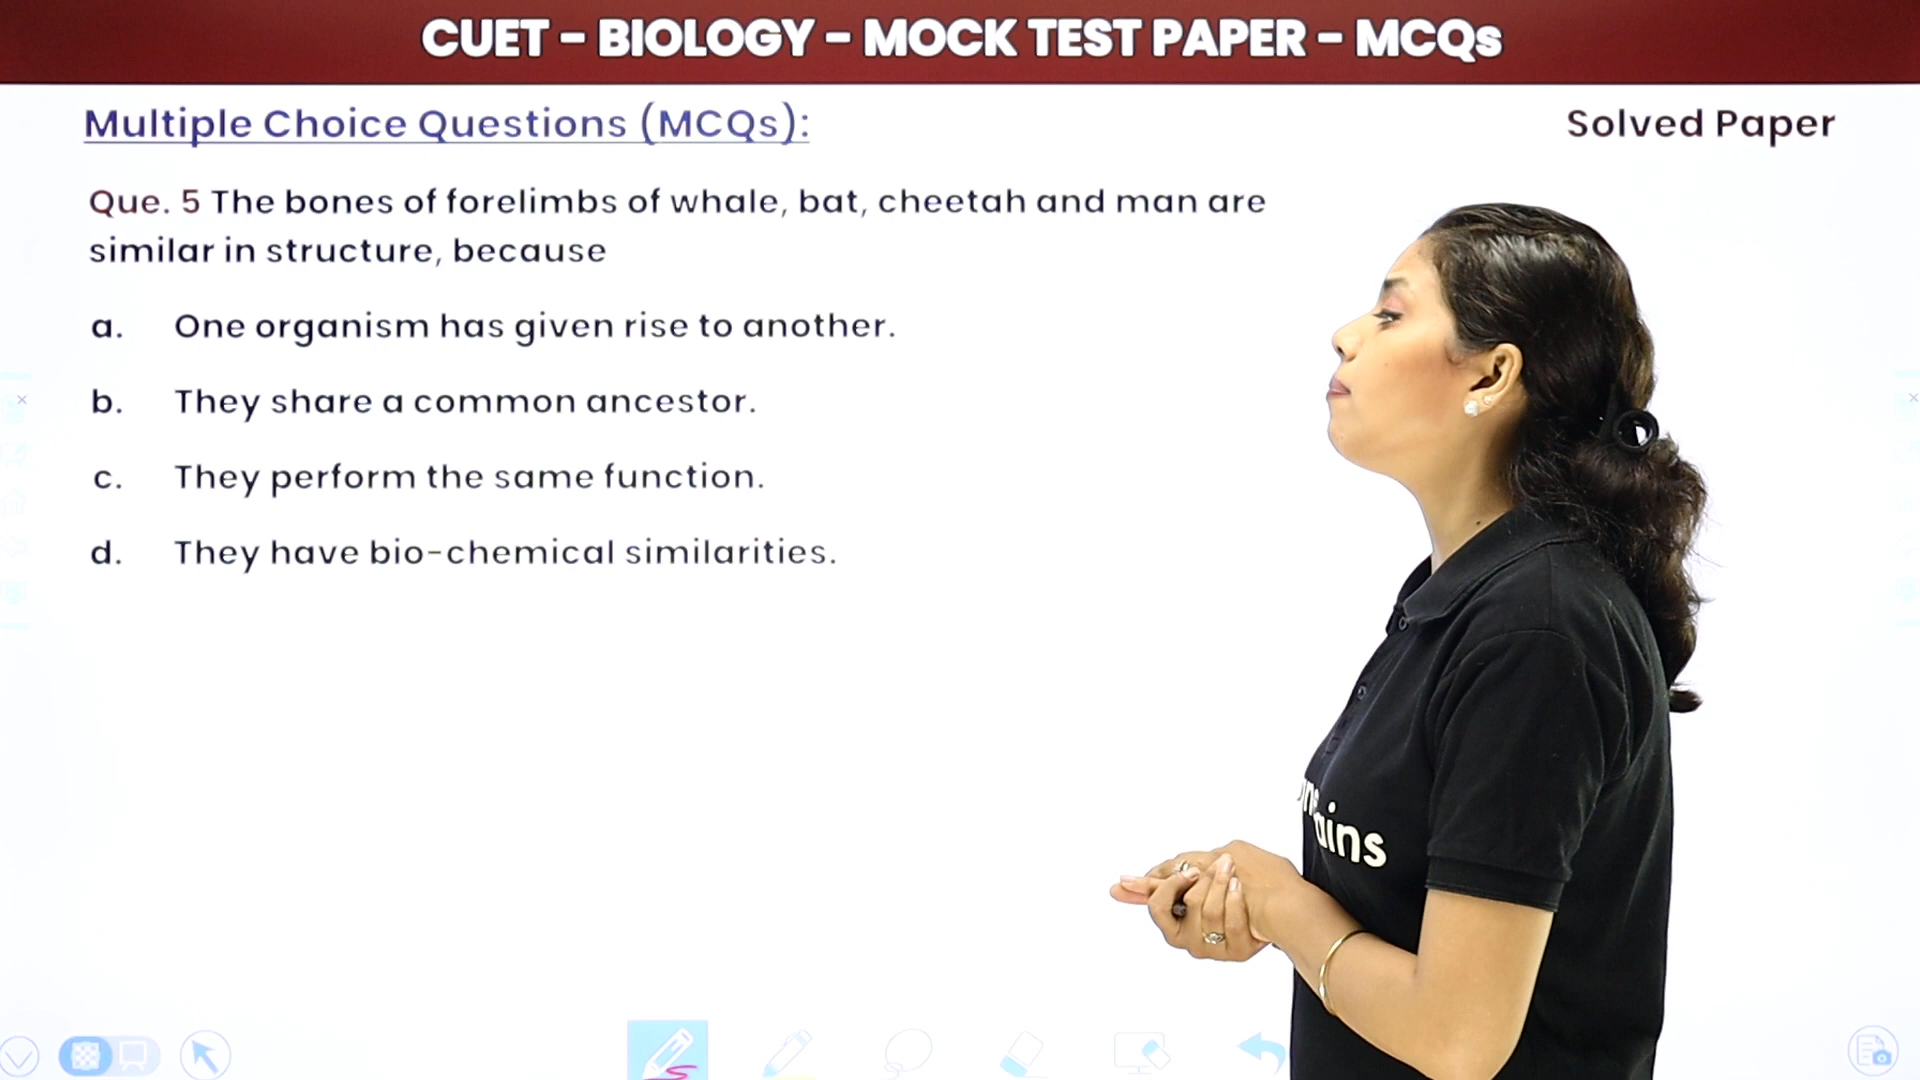 CUET - BIOLOGY - MOCK TEST PAPER - MCQs
Multiple Choice Questions (MCQs):
Solved Paper
Que. 5 The bones of forelimbs of whale, bat, cheetah and man are
similar in structure, because
a. One organism has given rise to another.
b. They share a common ancestor.
c. They perform the same function.
d. They have bio-chemical similarities.